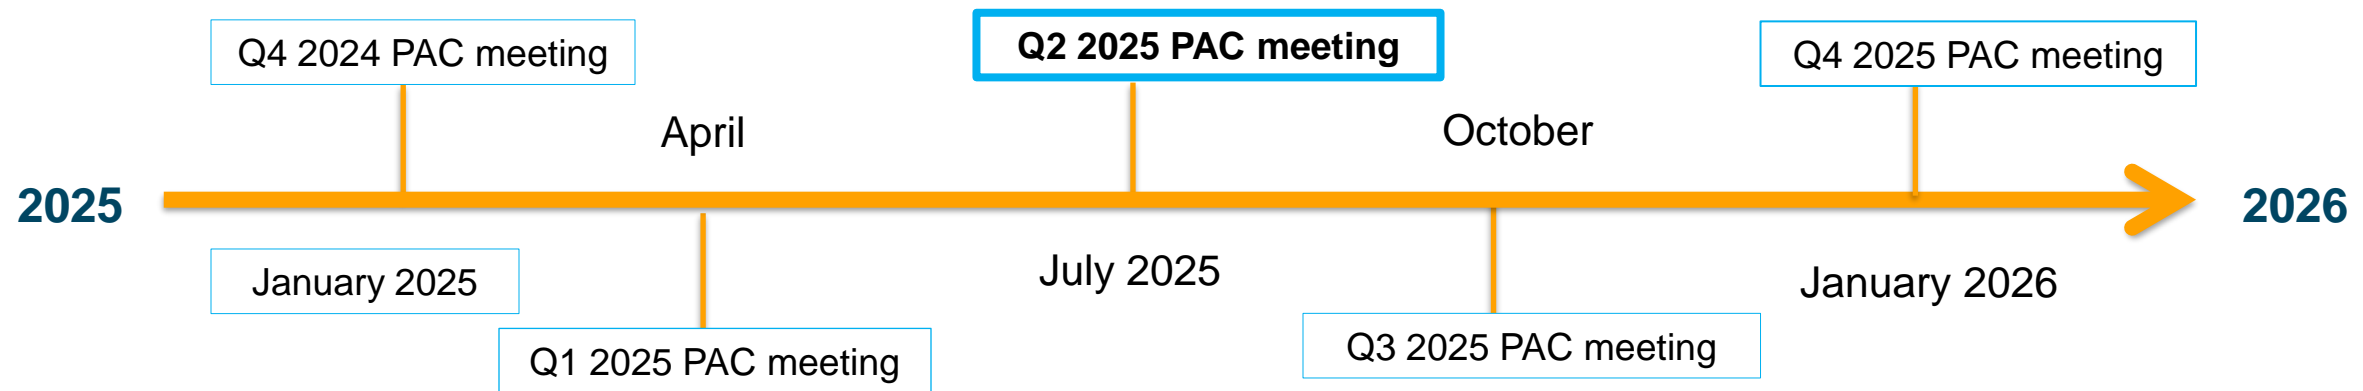 Q4 2024 PAC meeting
Q2 2025 PAC meeting
Q4 2025 PAC meeting
April
October
2025
2026
January 2025
July 2025
January 2026
Q1 2025 PAC meeting
Q3 2025 PAC meeting